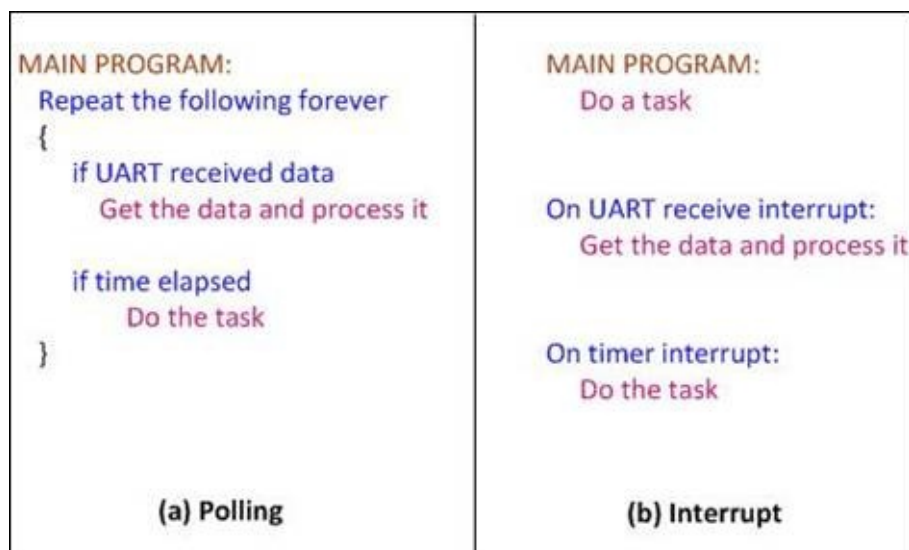 MAIN PROGRAM:
Repeat the following forever
{
if UART received data
Get the data and process it
if time elapsed
Do the task
}
(a) Polling
MAIN PROGRAM:
Do a task
On UART receive interrupt:
Get the data and process it
On timer interrupt:
Do the task
(b) Interrupt